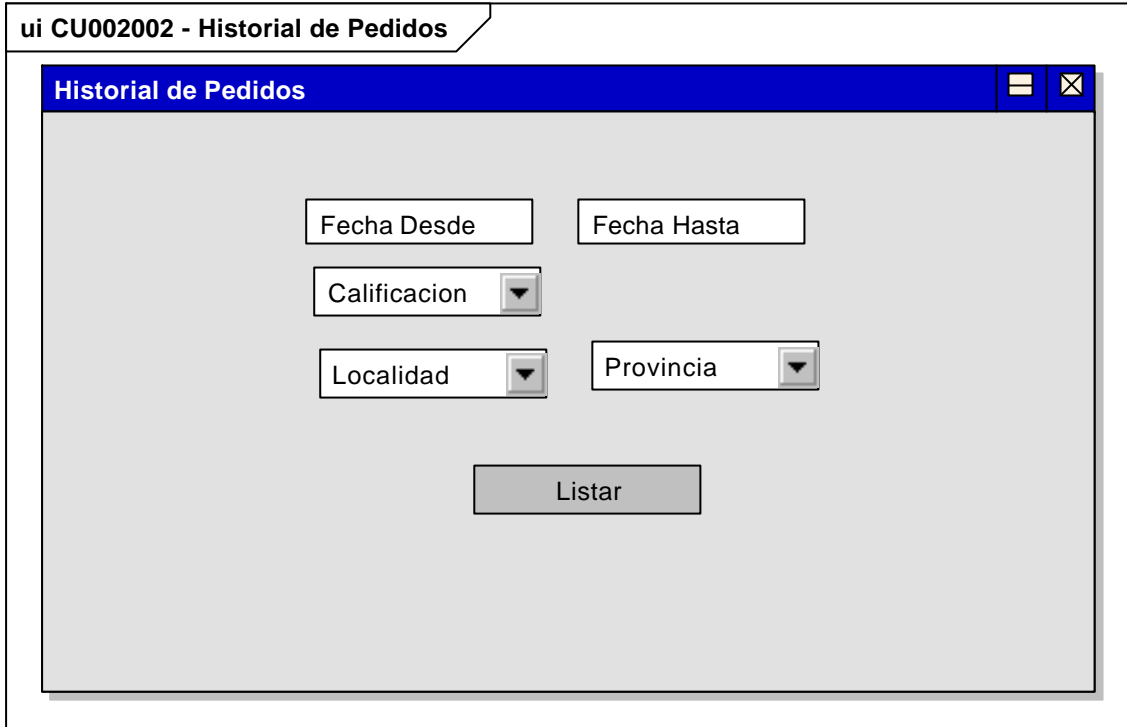 ui CU002002 - Historial de Pedidos
Historial de Pedidos
Fecha Desde Fecha Hasta
Calificacion
Localidad Provincia
Listar